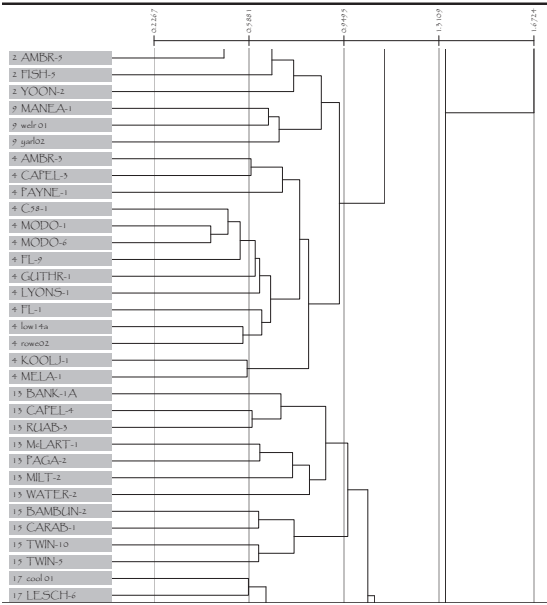 0.2267
0.5881
0.9495
1.3109
1.6724
2 AMBR-5
2 FISH-5
2 YOON-2
9 MANEA-1
9 welr 01
9 yarl02
4 AMBR-3
4 CAPEL-3
4 PAYNE-1
4 C58-1
4 MODO-1
4 MODO-6
4 FL-9
4 GUTHR-1
4 LYONS-1
4 FL-1
4 low14a
4 rowe02
4 KOOLJ-1
4 MELA-1
13 BANK-1A
13 CAPEL-4
13 RUAB-3
13 McLART-1
13 PAGA-2
13 MILT-2
13 WATER-2
15 BAMBUN-2
15 CARAB-1
15 TWIN-10
15 TWIN-5
17 cool 01
17 LESCH-6